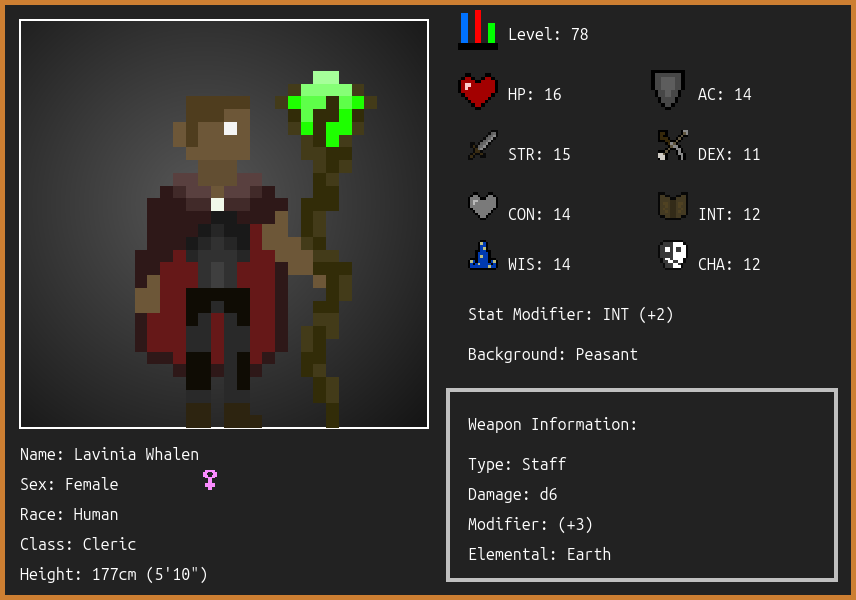 Level: 78
HP: 16
AC: 14
STR: 15
DEX: 11
CON: 14
INT: 12
WIS: 14
CHA: 12
Stat Modifier: INT (+2)
Background: Peasant
Weapon Information:
Type: Staff
Damage: d6
Modifier: (+3)
Elemental: Earth
Name: Lavinia Whalen
Sex: Female
Race: Human
Class: Cleric
Height: 177cm (5'10")